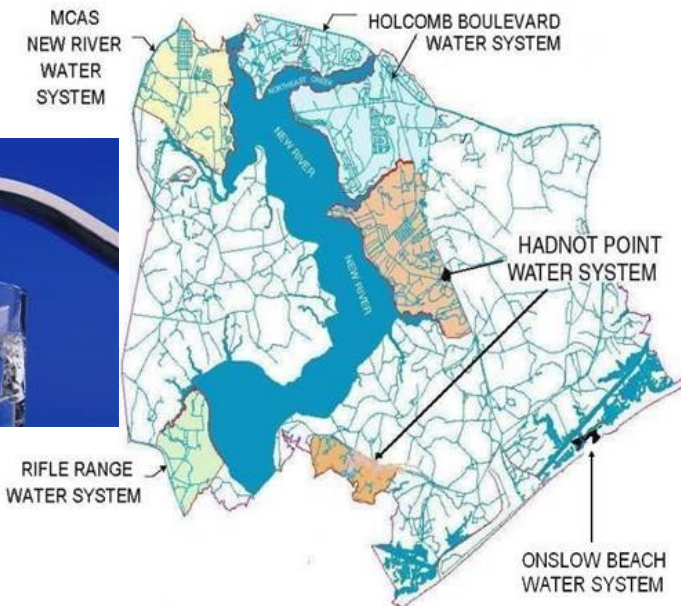 MCAS
NEW RIVER
WATER
SYSTEM
HOLCOMB BOULEVARD
WATER SYSTEM
NORTHEAST CREEK
NEW RIVER
NEW RIVER
HADNOT POINT
WATER SYSTEM
RIFLE RANGE
WATER SYSTEM
ONSLOW BEACH
WATER SYSTEM